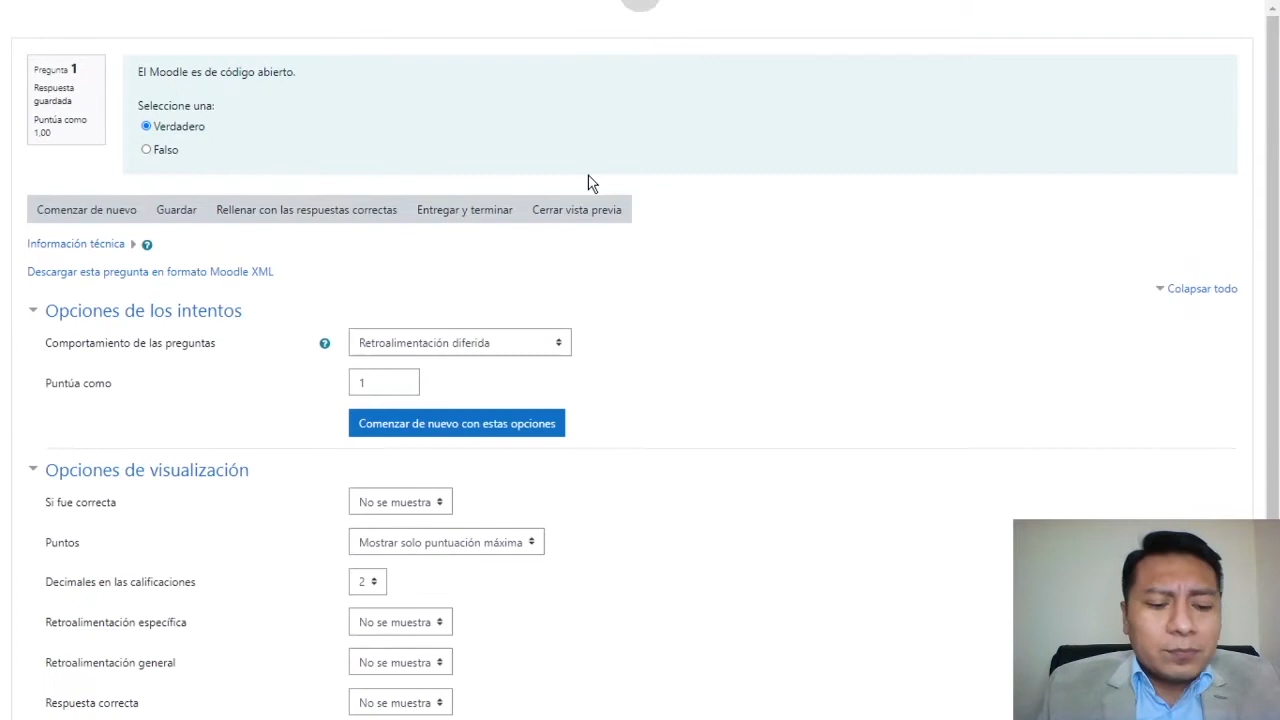 Pregunta 1
Respuesta
guardada
Puntúa como
1,00
El Moodle es de código abierto.
Seleccione una:
Verdadero
Falso
Comenzar de nuevo Guardar Rellenar con las respuestas correctas Entregar y terminar Cerrar vista previa
Información técnica
Descargar esta pregunta en formato Moodle XML
Colapsar todo
Opciones de los intentos
Comportamiento de las preguntas Retroalimentación diferida
Puntúa como 1
Comenzar de nuevo con estas opciones
Opciones de visualización
Si fue correcta No se muestra
Puntos Mostrar solo puntuación máxima
Decimales en las calificaciones 2
Retroalimentación específica No se muestra
Retroalimentación general No se muestra
Respuesta correcta No se muestra